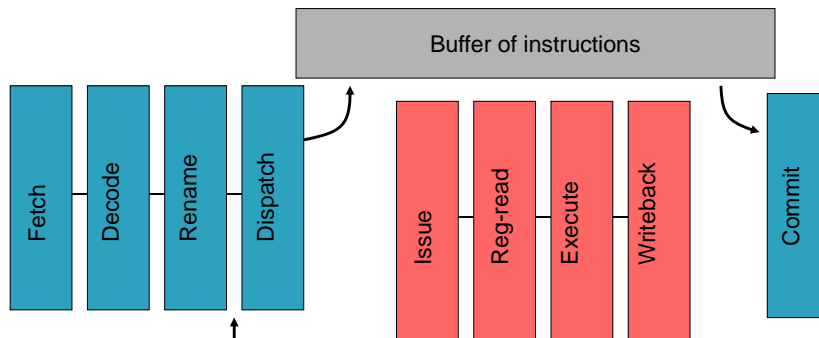 Buffer of instructions
Fetch
Decode
Rename
Dispatch
Issue
Reg-read
Execute
Writeback
Commit